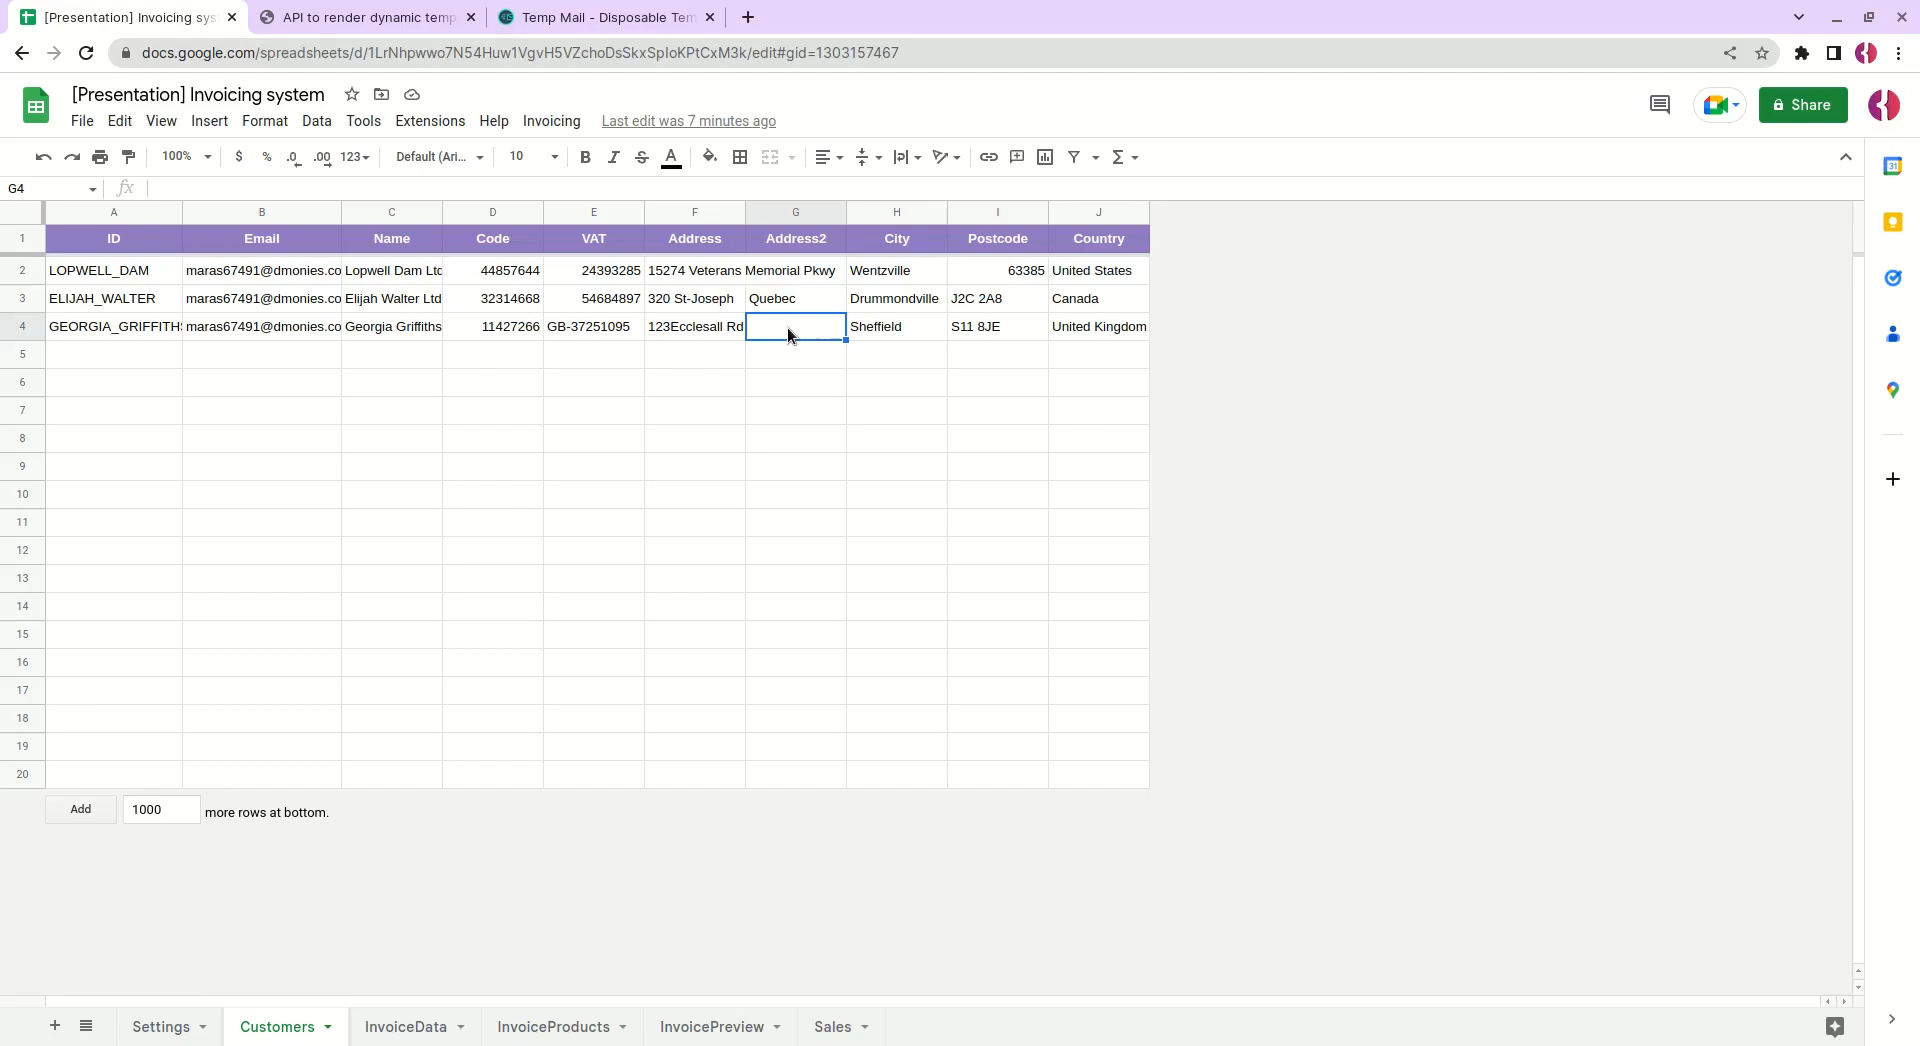 [Presentation] Invoicing sys
API to render dynamic temp
Temp Mail - Disposable Tem
docs.google.com/spreadsheets/d/1LrNhpwwo7N54Huw1VgvH5VZchoDsSkxSpIoKPtCxM3k/edit#gid=1303157467
[Presentation] Invoicing system
File Edit View Insert Format Data Tools Extensions Help Invoicing Last edit was 7 minutes ago
Share
100% $ % .0 .00 123 Default (Ari... 10 B I S A
31
G4 fx
A B C D E F G H I J
1 ID Email Name Code VAT Address Address2 City Postcode Country
2 LOPWELL_DAM maras67491@dmonies.co Lopwell Dam Ltd 44857644 24393285 15274 Veterans Memorial Pkwy Wentzville 63385 United States
3 ELIJAH_WALTER maras67491@dmonies.co Elijah Walter Ltd 32314668 54684897 320 St-Joseph Quebec Drummondville J2C 2A8 Canada
4 GEORGIA_GRIFFITHS maras67491@dmonies.co Georgia Griffiths 11427266 GB-37251095 123Ecclesall Rd Sheffield S11 8JE United Kingdom
5
6
7
8
9
10
11
12
13
14
15
16
17
18
19
20
Add 1000 more rows at bottom.
Settings Customers InvoiceData InvoiceProducts InvoicePreview Sales